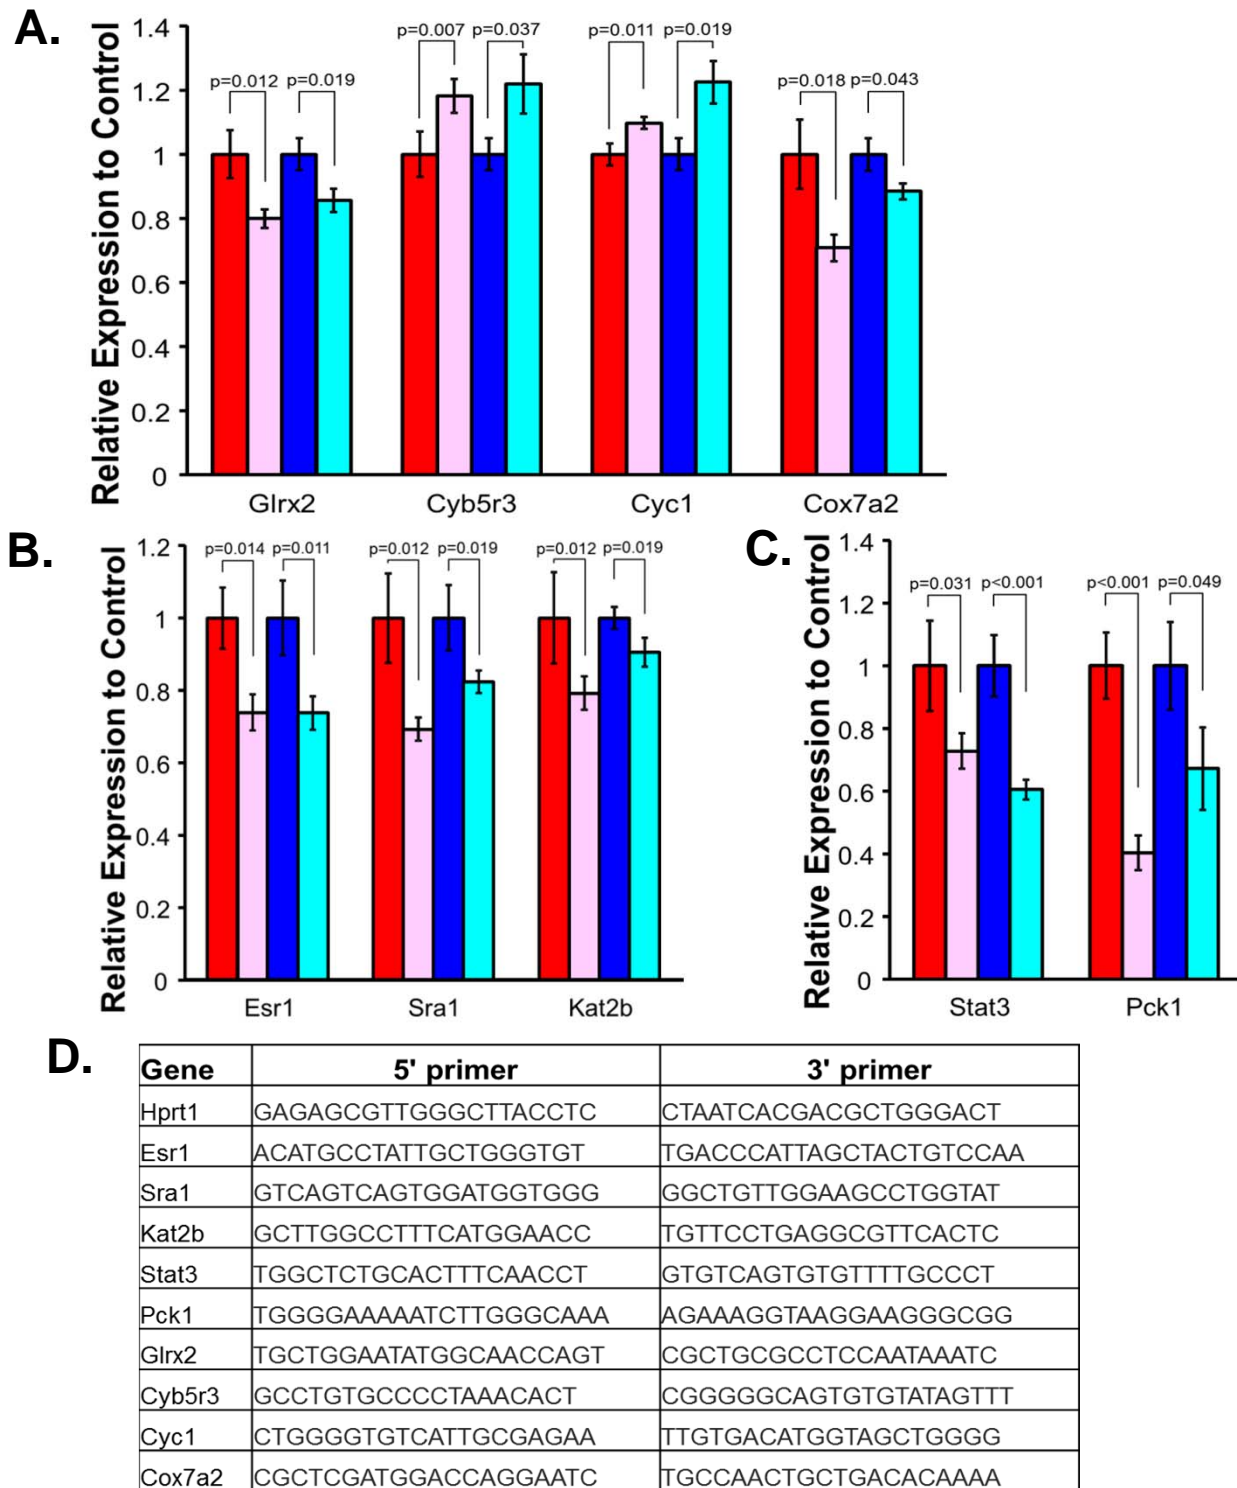 A.
Relative Expression to Control
1.4
1.2
1
0.8
0.6
0.4
0.2
0
p=0.012 p=0.019
p=0.007 p=0.037
p=0.011 p=0.019
p=0.018 p=0.043
Glrx2 Cyb5r3 Cyc1 Cox7a2
B.
Relative Expression to Control
1.2
1
0.8
0.6
0.4
0.2
0
p=0.014 p=0.011
p=0.012 p=0.019
p=0.012 p=0.019
Esr1 Sra1 Kat2b
C.
Relative Expression to Control
1.4
1.2
1
0.8
0.6
0.4
0.2
0
p=0.031 p<0.001
p<0.001 p=0.049
Stat3 Pck1
D.
Gene 5' primer 3' primer
Hprt1 GAGAGCGTTGGGCTTACCTC CTAATCACGACGCTGGGACT
Esr1 ACATGCCTATTGCTGGGTGT TGACCCATTAGCTACTGTCCAA
Sra1 GTCAGTCAGTGGATGGTGGG GGCTGTTGGAAGCCTGGTAT
Kat2b GCTTGGCCTTTCATGGAACC TGTTCCTGAGGCGTTCACTC
Stat3 TGGCTCTGCACTTTCAACCT GTGTCAGTGTGTTTTGCCCT
Pck1 TGGGGAAAAATCTTGGGCAAA AGAAAGGTAAGGAAGGGCGG
Glrx2 TGCTGGAATATGGCAACCAGT CGCTGCGCCTCCAATAAATC
Cyb5r3 GCCTGTGCCCCTAAACACT CGGGGGCAGTGTGTATAGTTT
Cyc1 CTGGGGTGTCATTGCGAGAA TTGTGACATGGTAGCTGGGG
Cox7a2 CGCTCGATGGACCAGGAATC TGCCAACTGCTGACACAAAA